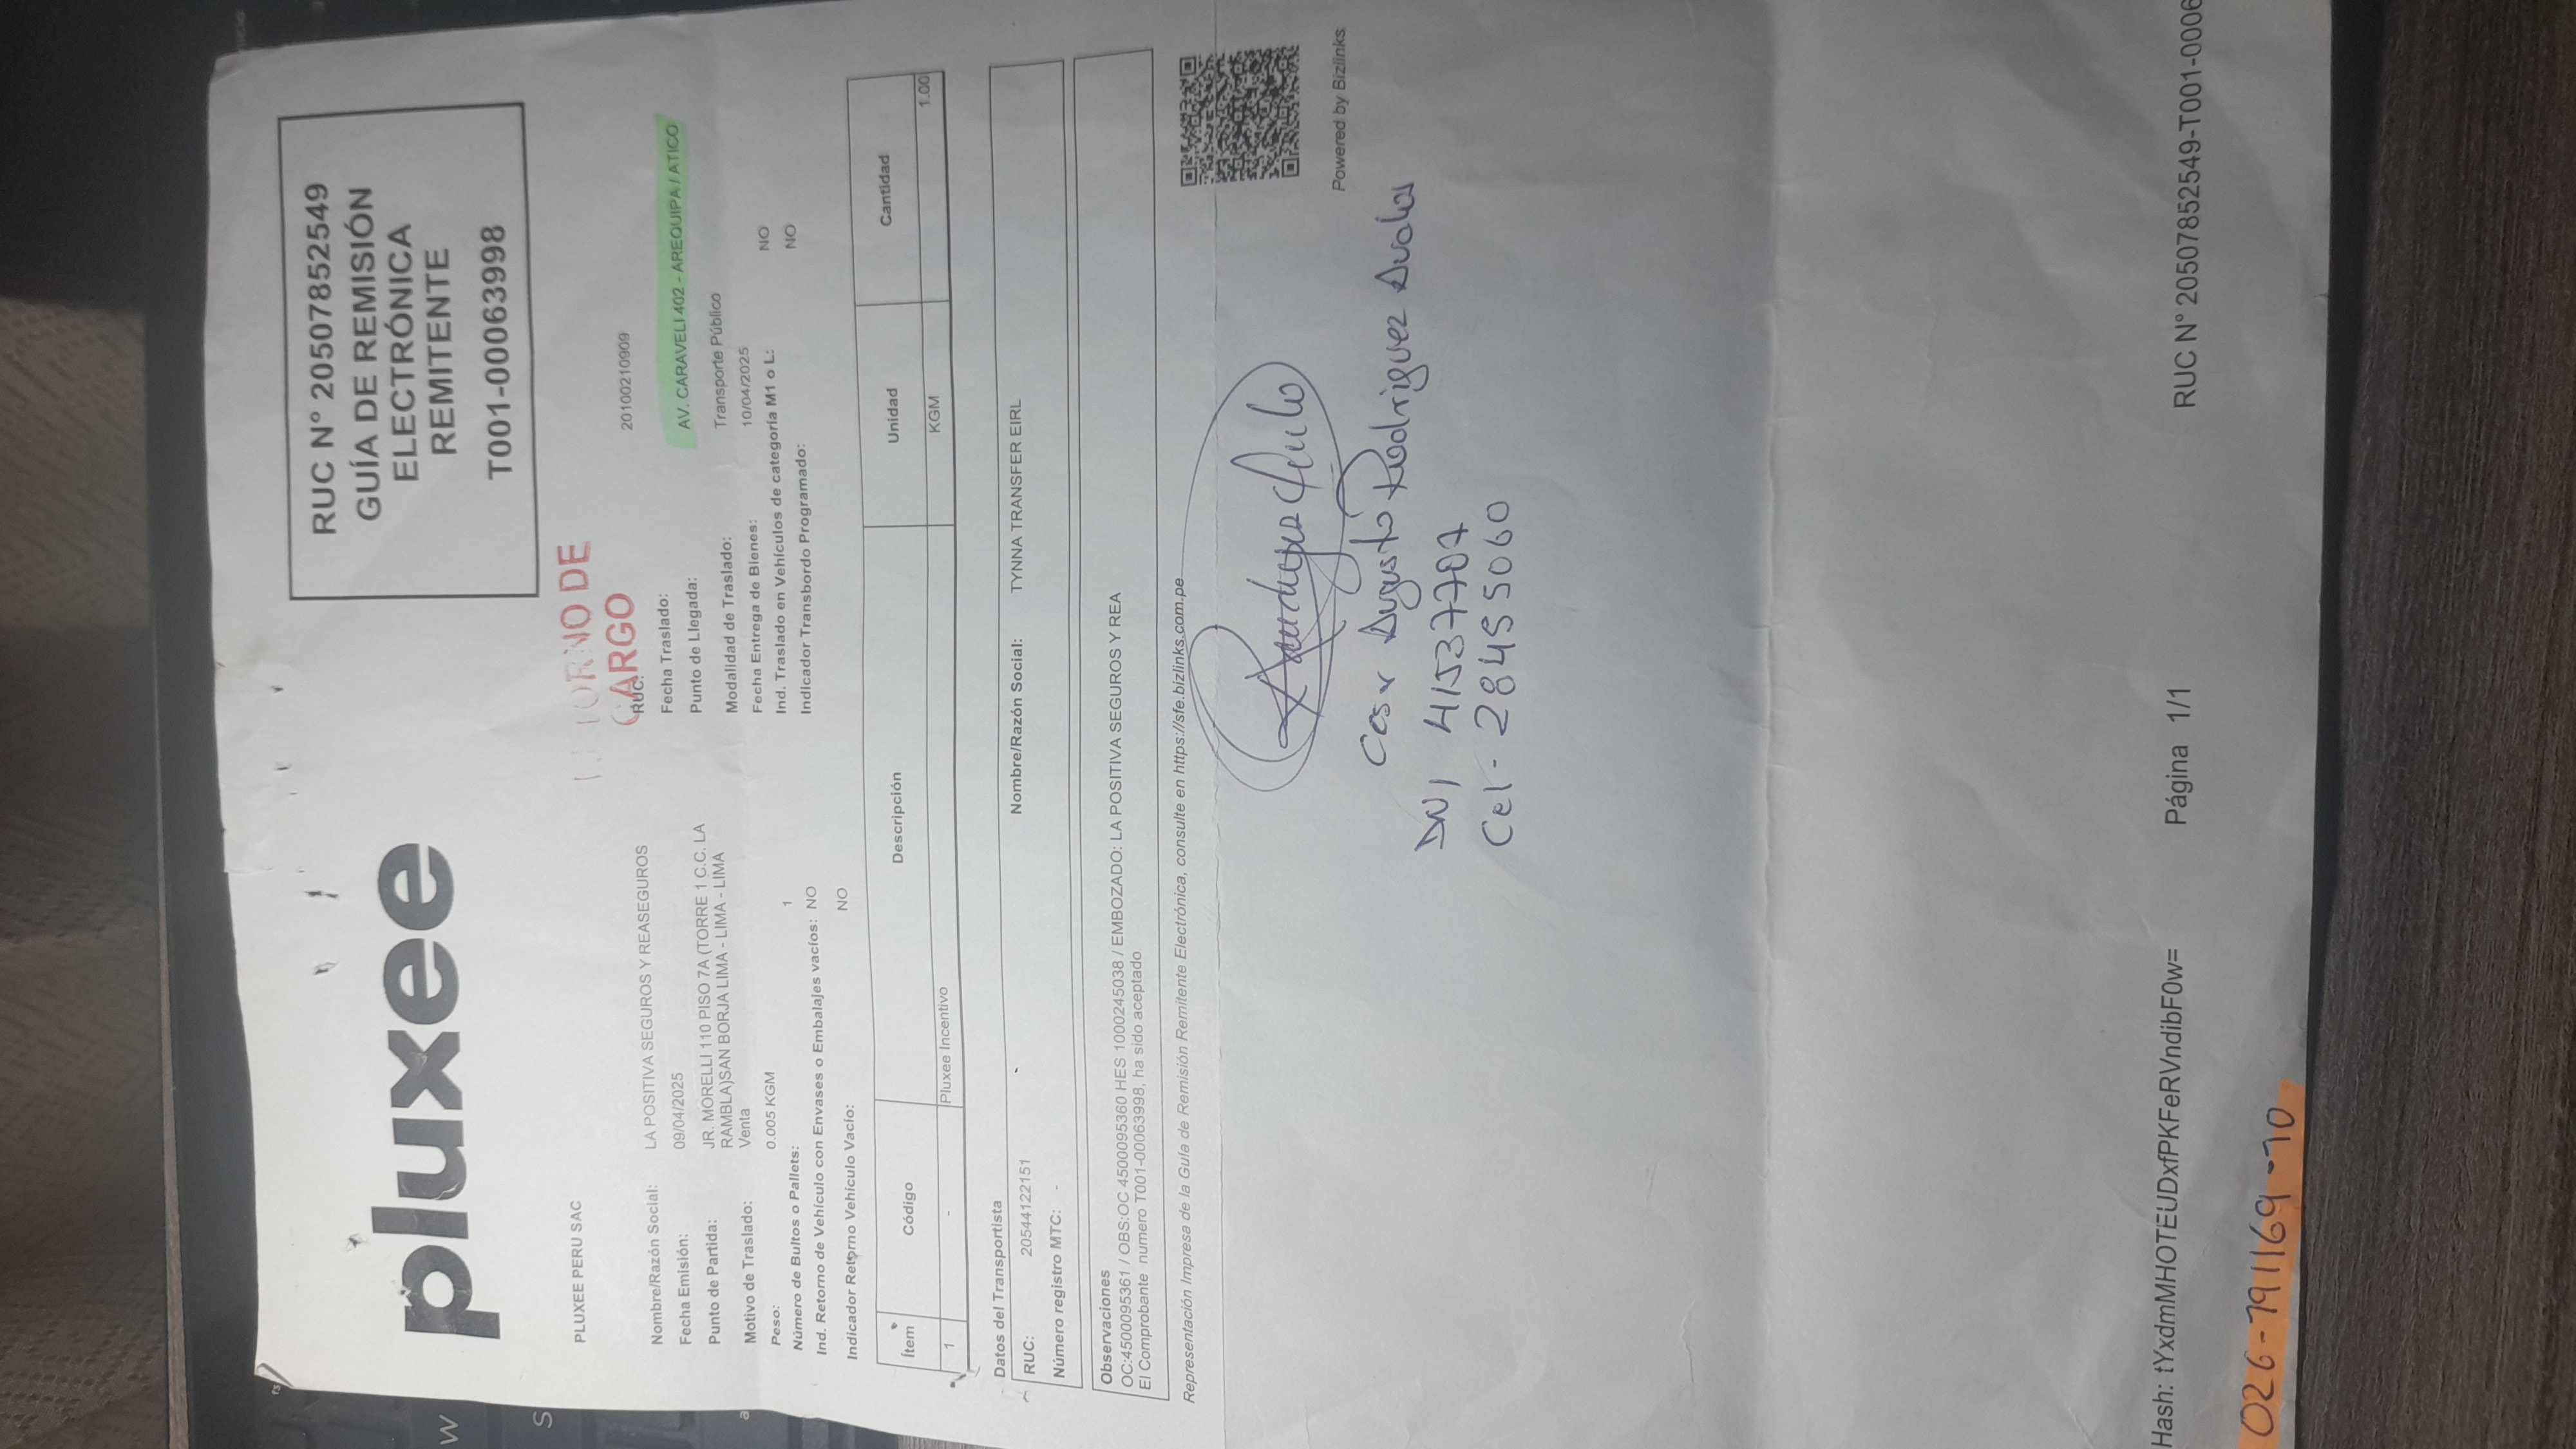 pluxee
RUC N° 20507852549
GUÍA DE REMISIÓN
ELECTRÓNICA
REMITENTE
T001-00063998
PLUXEE PERU SAC
DE
CARGO
Nombre/Razón Social: LA POSITIVA SEGUROS Y REASEGUROS RUC: 20100210909
Fecha Emisión: 09/04/2025 Fecha Traslado:
Punto de Partida: JR. MORELLI 110 PISO 7A (TORRE 1 C.C. LA Punto de Llegada: AV. CARAVELI 402 - AREQUIPA / ATICO
RAMBLA)SAN BORJA LIMA - LIMA - LIMA
Motivo de Traslado: Venta Modalidad de Traslado: Transporte Público
Peso: 0.005 KGM Fecha Entrega de Bienes: 10/04/2025
Número de Bultos o Pallets: 1 Ind. Traslado en Vehículos de categoría M1 o L: NO
Ind. Retorno de Vehículo con Envases o Embalajes vacíos: NO Indicador Transbordo Programado: NO
Indicador Retorno Vehículo Vacío: NO
Ítem Código Descripción Unidad Cantidad
1 - Pluxee Incentivo KGM 1.00
Datos del Transportista
RUC: 20544122151 Nombre/Razón Social: TYNNA TRANSFER EIRL
Número registro MTC: -
Observaciones
OC:4500095361 / OBS:OC 4500095360 HES 1000245038 / EMBOZADO: LA POSITIVA SEGUROS Y REA
El Comprobante numero T001-00063998, ha sido aceptado
Representación Impresa de la Guía de Remisión Remitente Electrónica, consulte en https://sfe.bizlinks.com.pe
Powered by Bizlinks
Augusto Rodriguez
DNI 41537707
Cel - 28455060
Hash: tYxdmMHOTEUDxfPKFeRVndibF0w= Página 1/1 RUC N° 20507852549-T001-0006
026-791169-70
W
S